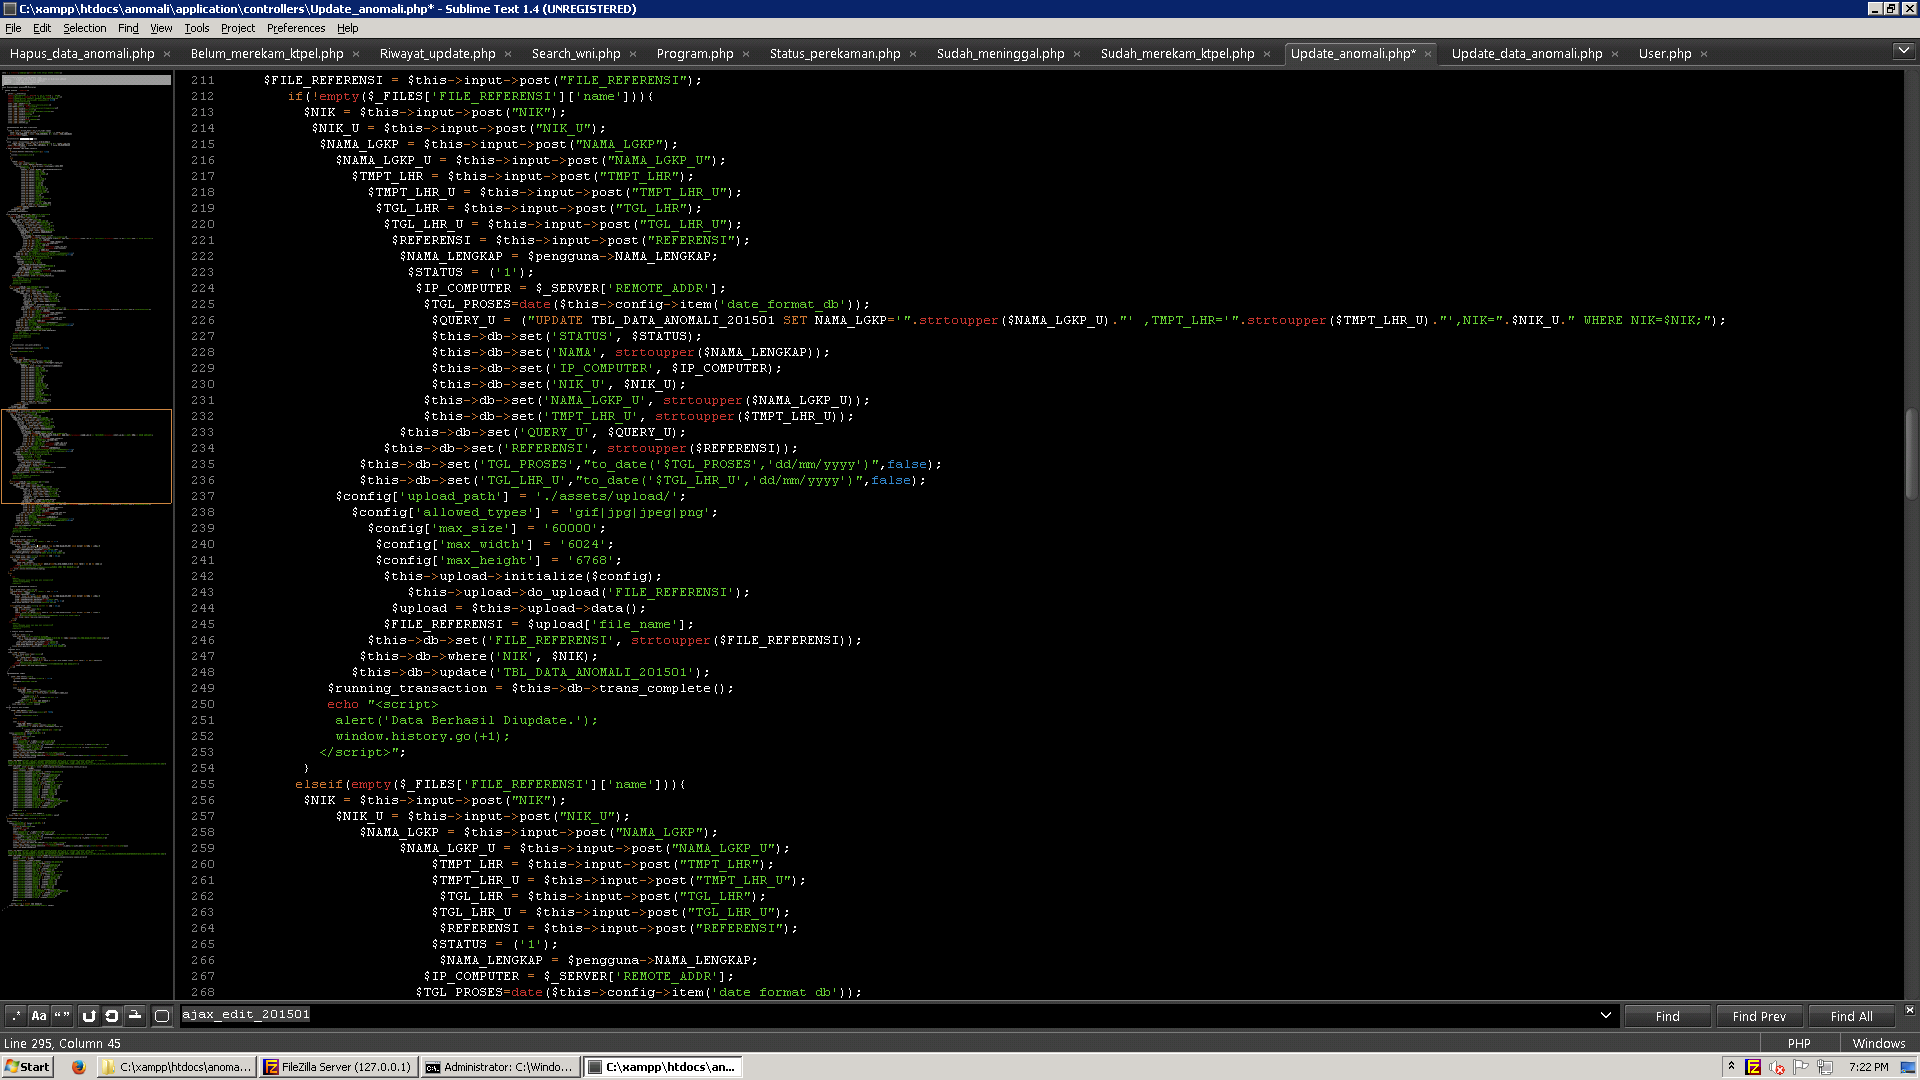 C:\xampp\htdocs\anomali\application\controllers\Update_anomali.php* - Sublime Text 1.4 (UNREGISTERED)
File Edit Selection Find View Tools Project Preferences Help
Hapus_data_anomali.php × Belum_merekam_ktpel.php × Riwayat_update.php × Search_wni.php × Program.php × Status_perekaman.php × Sudah_meninggal.php × Sudah_merekam_ktpel.php × Update_anomali.php* × Update_data_anomali.php × User.php ×
211 $FILE_REFERENSI = $this->input->post("FILE_REFERENSI");
212 if(!empty($_FILES['FILE_REFERENSI']['name'])){
213 $NIK = $this->input->post("NIK");
214 $NIK_U = $this->input->post("NIK_U");
215 $NAMA_LGKP = $this->input->post("NAMA_LGKP");
216 $NAMA_LGKP_U = $this->input->post("NAMA_LGKP_U");
217 $TMPT_LHR = $this->input->post("TMPT_LHR");
218 $TMPT_LHR_U = $this->input->post("TMPT_LHR_U");
219 $TGL_LHR = $this->input->post("TGL_LHR");
220 $TGL_LHR_U = $this->input->post("TGL_LHR_U");
221 $REFERENSI = $this->input->post("REFERENSI");
222 $NAMA_LENGKAP = $pengguna->NAMA_LENGKAP;
223 $STATUS = ('1');
224 $IP_COMPUTER = $_SERVER['REMOTE_ADDR'];
225 $TGL_PROSES=date($this->config->item('date_format_db'));
226 $QUERY_U = ("UPDATE TBL_DATA_ANOMALI_201501 SET NAMA_LGKP='".strtoupper($NAMA_LGKP_U)."' ,TMPT_LHR='".strtoupper($TMPT_LHR_U)."',NIK=".$NIK_U." WHERE NIK=$NIK;");
227 $this->db->set('STATUS', $STATUS);
228 $this->db->set('NAMA', strtoupper($NAMA_LENGKAP));
229 $this->db->set('IP_COMPUTER', $IP_COMPUTER);
230 $this->db->set('NIK_U', $NIK_U);
231 $this->db->set('NAMA_LGKP_U', strtoupper($NAMA_LGKP_U));
232 $this->db->set('TMPT_LHR_U', strtoupper($TMPT_LHR_U));
233 $this->db->set('QUERY_U', $QUERY_U);
234 $this->db->set('REFERENSI', strtoupper($REFERENSI));
235 $this->db->set('TGL_PROSES',"to_date('$TGL_PROSES','dd/mm/yyyy')",false);
236 $this->db->set('TGL_LHR_U',"to_date('$TGL_LHR_U','dd/mm/yyyy')",false);
237 $config['upload_path'] = './assets/upload/';
238 $config['allowed_types'] = 'gif|jpg|jpeg|png';
239 $config['max_size'] = '60000';
240 $config['max_width'] = '6024';
241 $config['max_height'] = '6768';
242 $this->upload->initialize($config);
243 $this->upload->do_upload('FILE_REFERENSI');
244 $upload = $this->upload->data();
245 $FILE_REFERENSI = $upload['file_name'];
246 $this->db->set('FILE_REFERENSI', strtoupper($FILE_REFERENSI));
247 $this->db->where('NIK', $NIK);
248 $this->db->update('TBL_DATA_ANOMALI_201501');
249 $running_transaction = $this->db->trans_complete();
250 echo "<script>
251 alert('Data Berhasil Diupdate.');
252 window.history.go(+1);
253 </script>";
254 }
255 elseif(empty($_FILES['FILE_REFERENSI']['name'])){
256 $NIK = $this->input->post("NIK");
257 $NIK_U = $this->input->post("NIK_U");
258 $NAMA_LGKP = $this->input->post("NAMA_LGKP");
259 $NAMA_LGKP_U = $this->input->post("NAMA_LGKP_U");
260 $TMPT_LHR = $this->input->post("TMPT_LHR");
261 $TMPT_LHR_U = $this->input->post("TMPT_LHR_U");
262 $TGL_LHR = $this->input->post("TGL_LHR");
263 $TGL_LHR_U = $this->input->post("TGL_LHR_U");
264 $REFERENSI = $this->input->post("REFERENSI");
265 $STATUS = ('1');
266 $NAMA_LENGKAP = $pengguna->NAMA_LENGKAP;
267 $IP_COMPUTER = $_SERVER['REMOTE_ADDR'];
268 $TGL_PROSES=date($this->config->item('date_format_db'));
.* Aa “ ” ajax_edit_201501 Find Find Prev Find All
Line 295, Column 45 PHP Windows
Start C:\xampp\htdocs\anoma... FileZilla Server (127.0.0.1) Administrator: C:\Windo... C:\xampp\htdocs\an... 7:22 PM